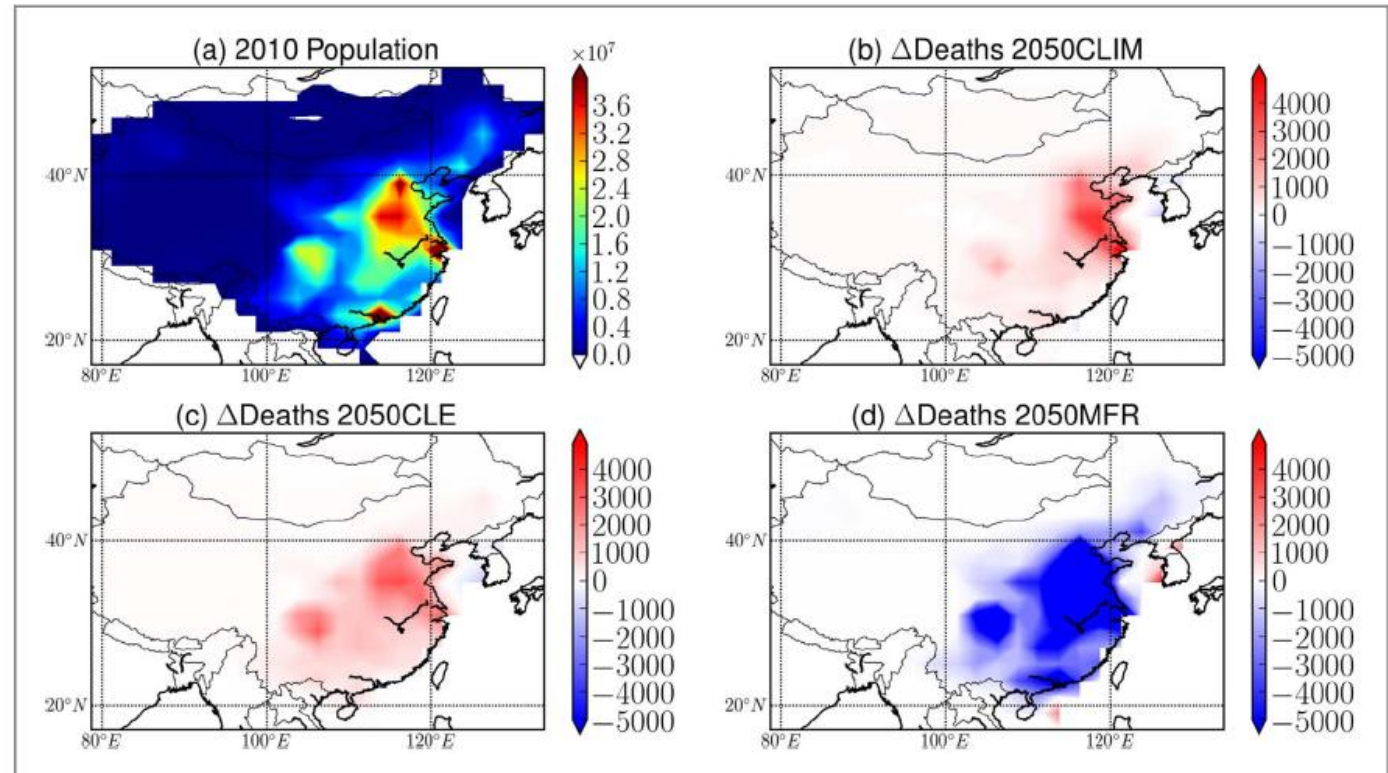 (a) 2010 Population
×10⁷
3.6
3.2
2.8
2.4
2.0
1.6
1.2
0.8
0.4
0.0
40°N
20°N
80°E 100°E 120°E
(b) ΔDeaths 2050CLIM
4000
3000
2000
1000
0
−1000
−2000
−3000
−4000
−5000
40°N
20°N
80°E 100°E 120°E
(c) ΔDeaths 2050CLE
4000
3000
2000
1000
0
−1000
−2000
−3000
−4000
−5000
40°N
20°N
80°E 100°E 120°E
(d) ΔDeaths 2050MFR
4000
3000
2000
1000
0
−1000
−2000
−3000
−4000
−5000
40°N
20°N
80°E 100°E 120°E